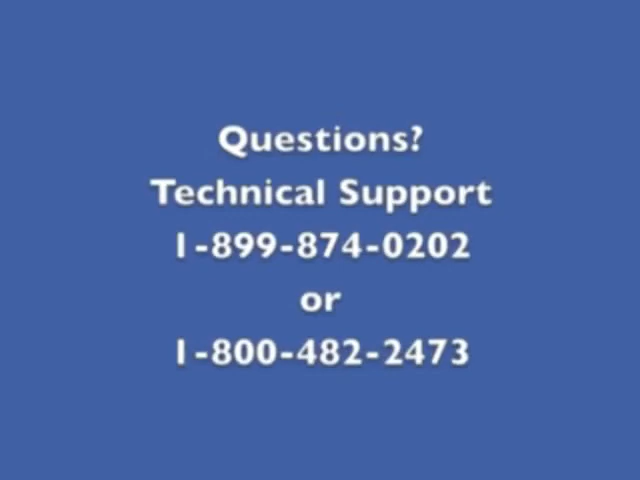 Questions?
Technical Support
1-899-874-0202
or
1-800-482-2473